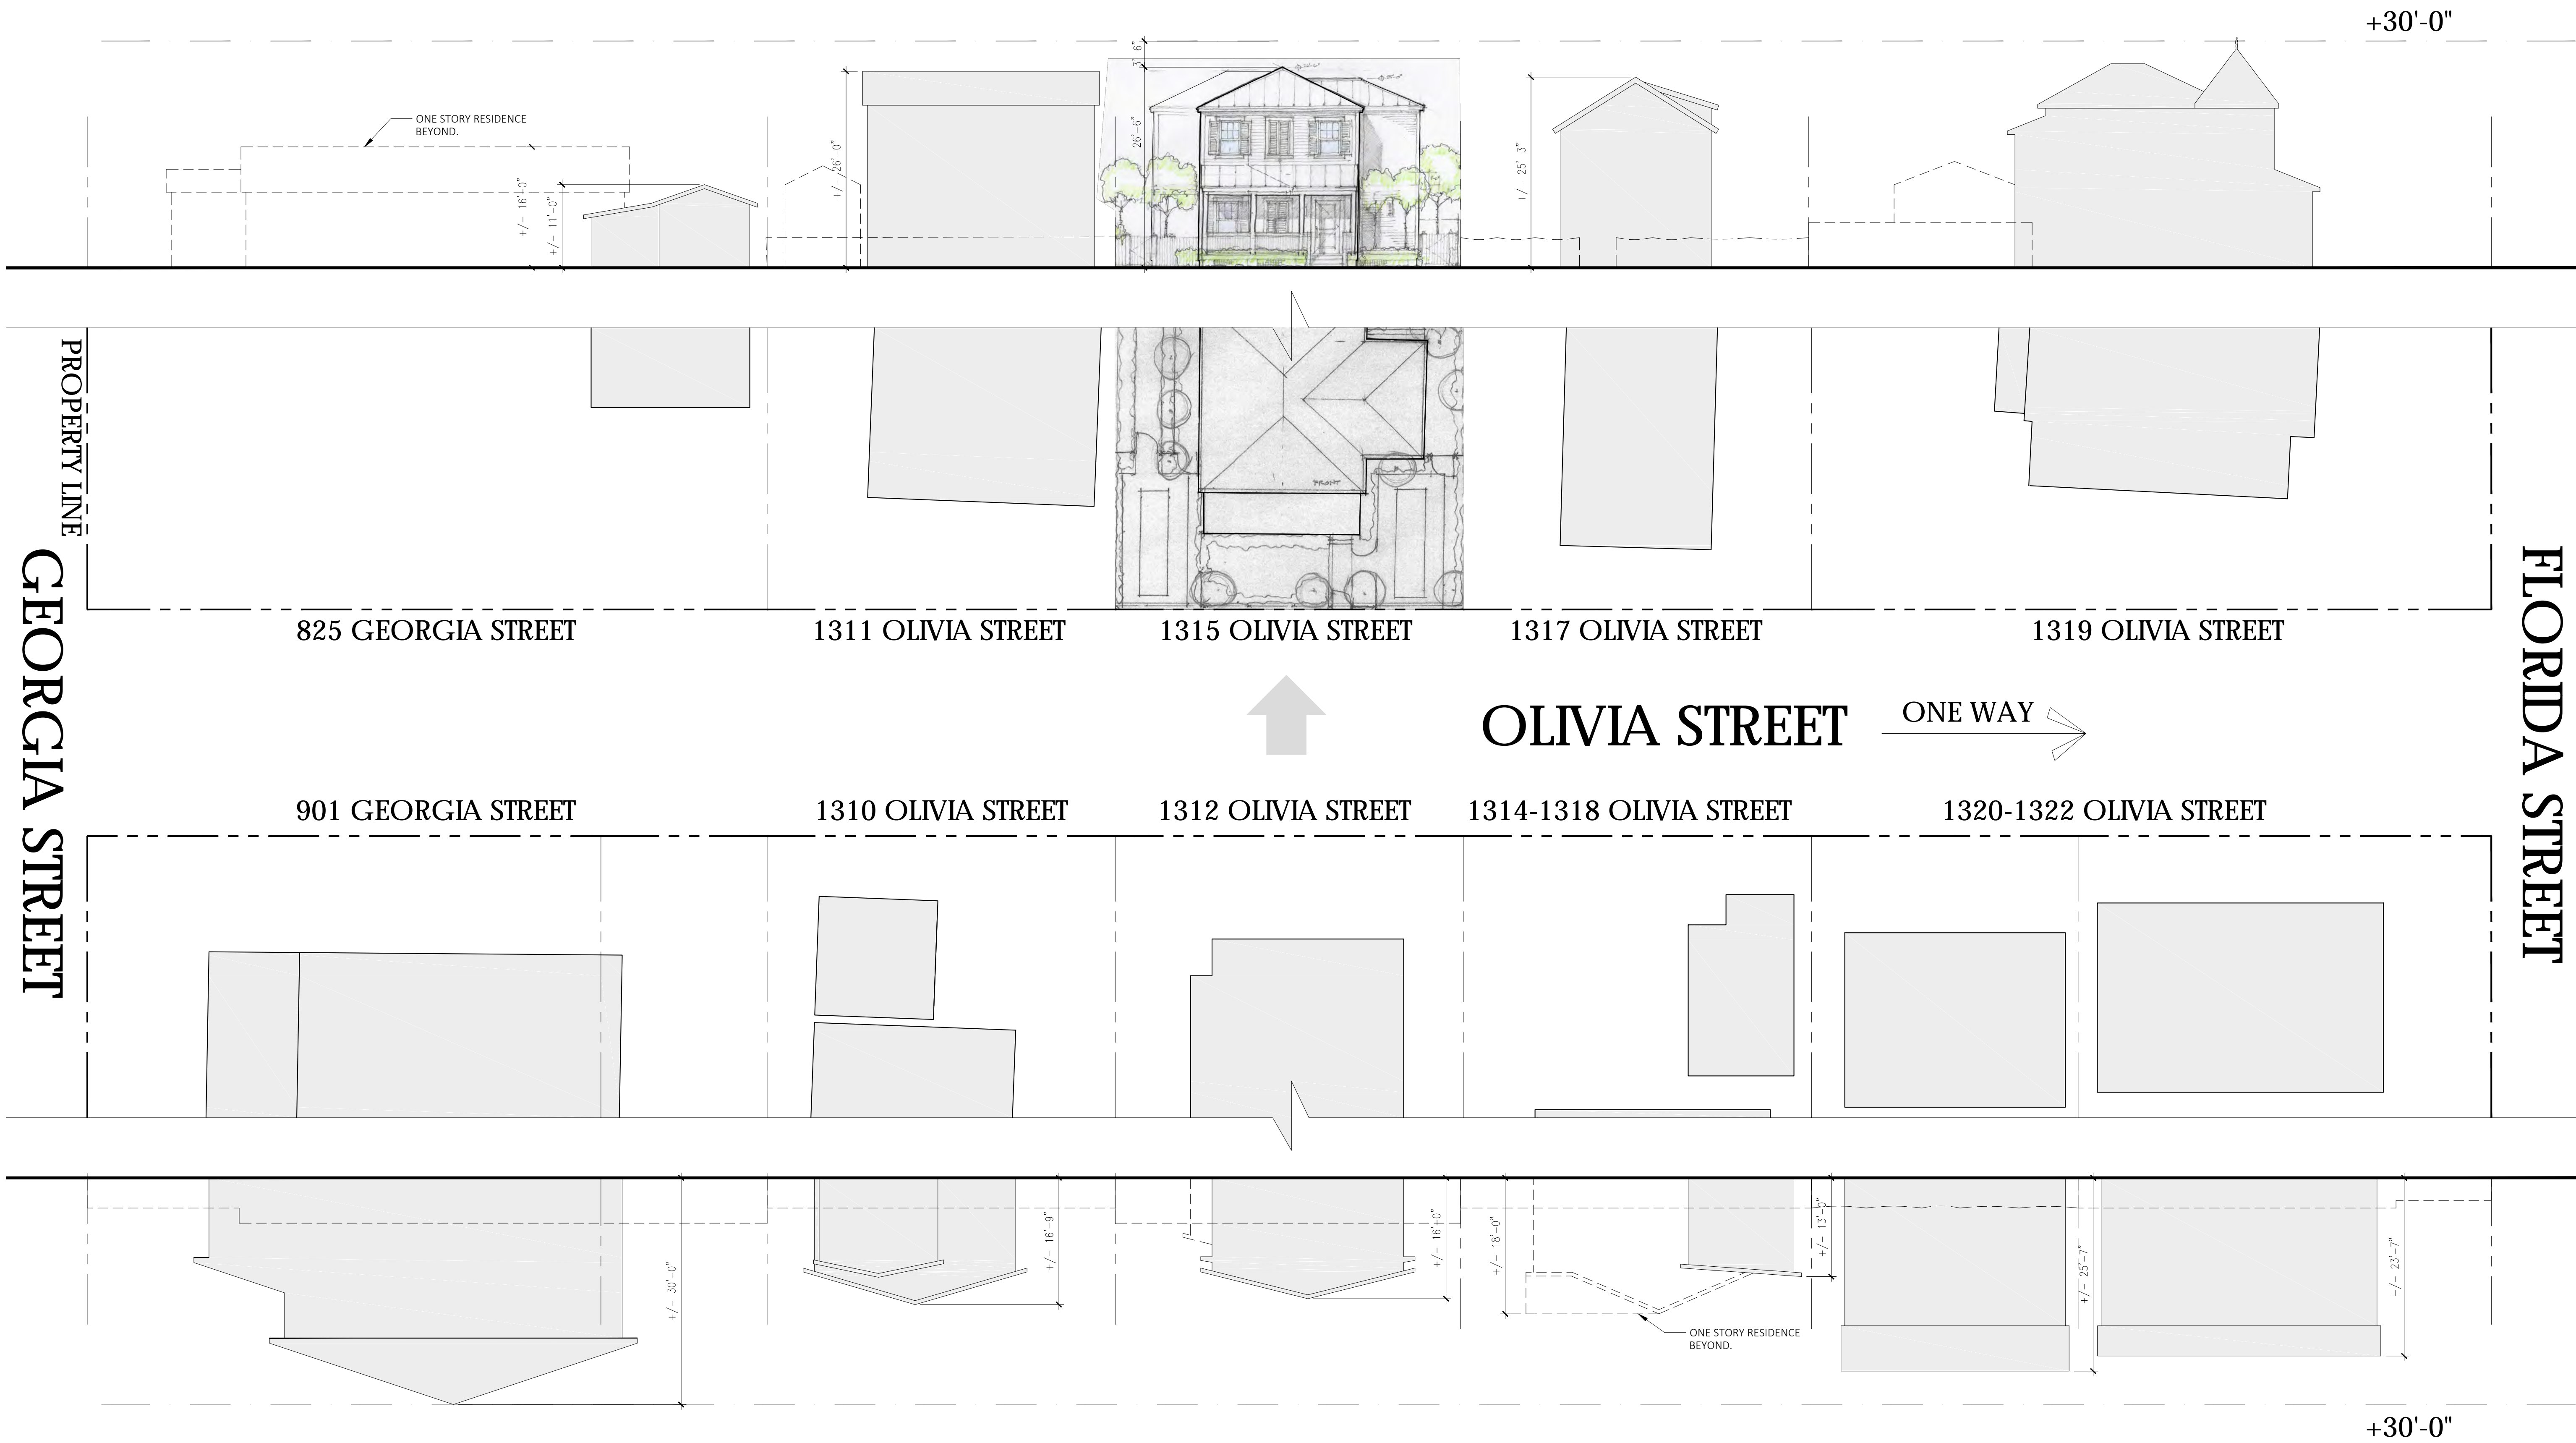 +30'-0"
3'-6"
26'-6"
ONE STORY RESIDENCE
BEYOND.
+/- 16'-0"
+/- 11'-0"
+/- 26'-0"
+/- 25'-3"
PROPERTY LINE
FRONT
GEORGIA STREET
FLORIDA STREET
825 GEORGIA STREET
1311 OLIVIA STREET
1315 OLIVIA STREET
1317 OLIVIA STREET
1319 OLIVIA STREET
OLIVIA STREET
ONE WAY
901 GEORGIA STREET
1310 OLIVIA STREET
1312 OLIVIA STREET
1314-1318 OLIVIA STREET
1320-1322 OLIVIA STREET
+/- 30'-0"
+/- 16'-9"
+/- 16'-0"
+/- 18'-0"
+/- 13'-0"
+/- 25'-7"
+/- 23'-7"
ONE STORY RESIDENCE
BEYOND.
+30'-0"